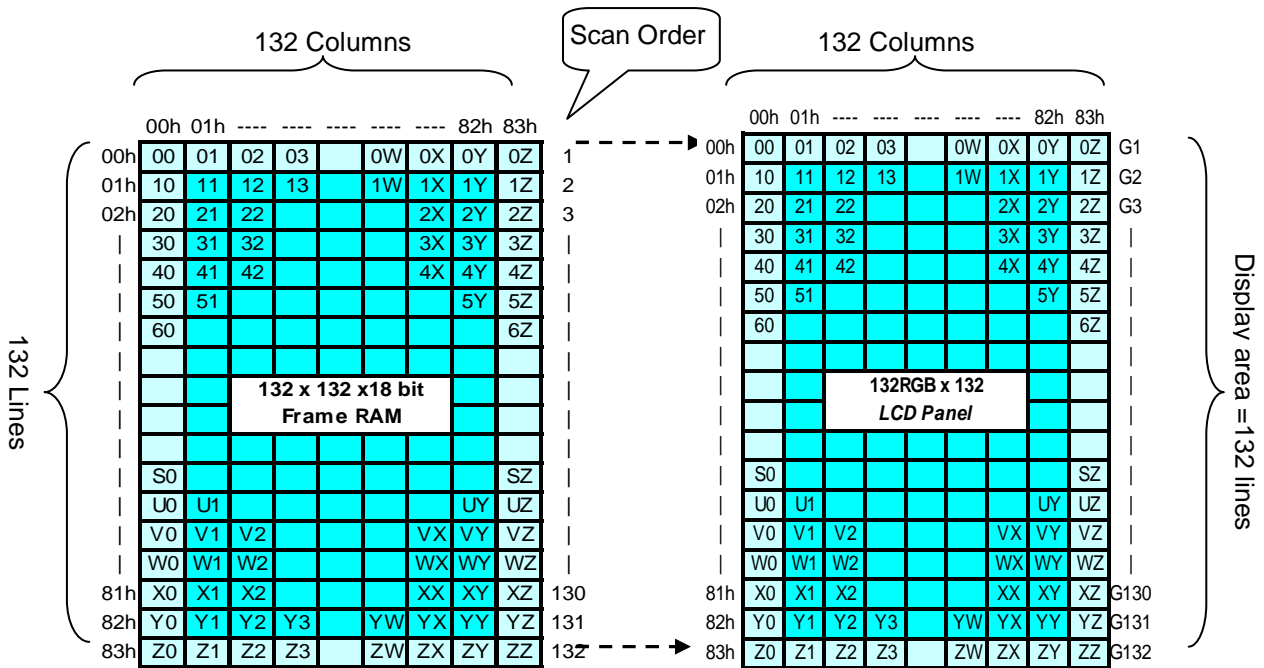 132 Columns
Scan Order
132 Columns
00h 01h ---- ---- ---- ---- ---- 82h 83h
00h 00 01 02 03 0W 0X 0Y 0Z 1
01h 10 11 12 13 1W 1X 1Y 1Z 2
02h 20 21 22 2X 2Y 2Z 3
30 31 32 3X 3Y 3Z
40 41 42 4X 4Y 4Z
50 51 5Y 5Z
60 6Z
132 x 132 x18 bit
Frame RAM
S0 SZ
U0 U1 UY UZ
V0 V1 V2 VX VY VZ
W0 W1 W2 WX WY WZ
81h X0 X1 X2 XX XY XZ 130
82h Y0 Y1 Y2 Y3 YW YX YY YZ 131
83h Z0 Z1 Z2 Z3 ZW ZX ZY ZZ 132
132 Lines
00h 01h ---- ---- ---- ---- ---- 82h 83h
00h 00 01 02 03 0W 0X 0Y 0Z G1
01h 10 11 12 13 1W 1X 1Y 1Z G2
02h 20 21 22 2X 2Y 2Z G3
30 31 32 3X 3Y 3Z
40 41 42 4X 4Y 4Z
50 51 5Y 5Z
60 6Z
132RGB x 132
LCD Panel
S0 SZ
U0 U1 UY UZ
V0 V1 V2 VX VY VZ
W0 W1 W2 WX WY WZ
81h X0 X1 X2 XX XY XZ G130
82h Y0 Y1 Y2 Y3 YW YX YY YZ G131
83h Z0 Z1 Z2 Z3 ZW ZX ZY ZZ G132
Display area =132 lines